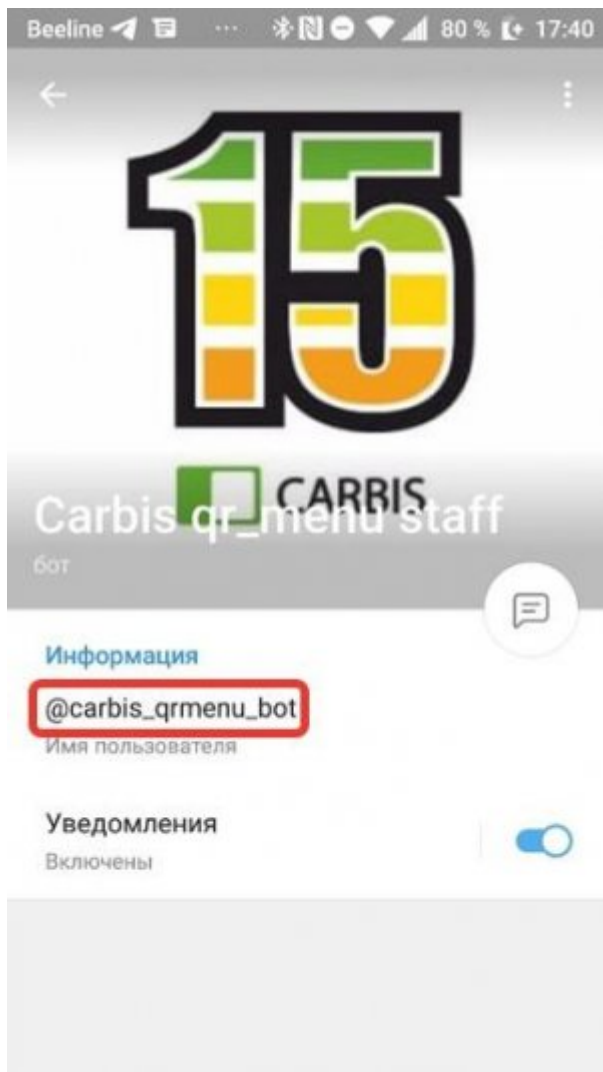 Beeline ... 80 % 17:40
15
CARBIS
Carbis qr_menu staff
бот
Информация
@carbis_qrmenu_bot
Имя пользователя
Уведомления
Включены